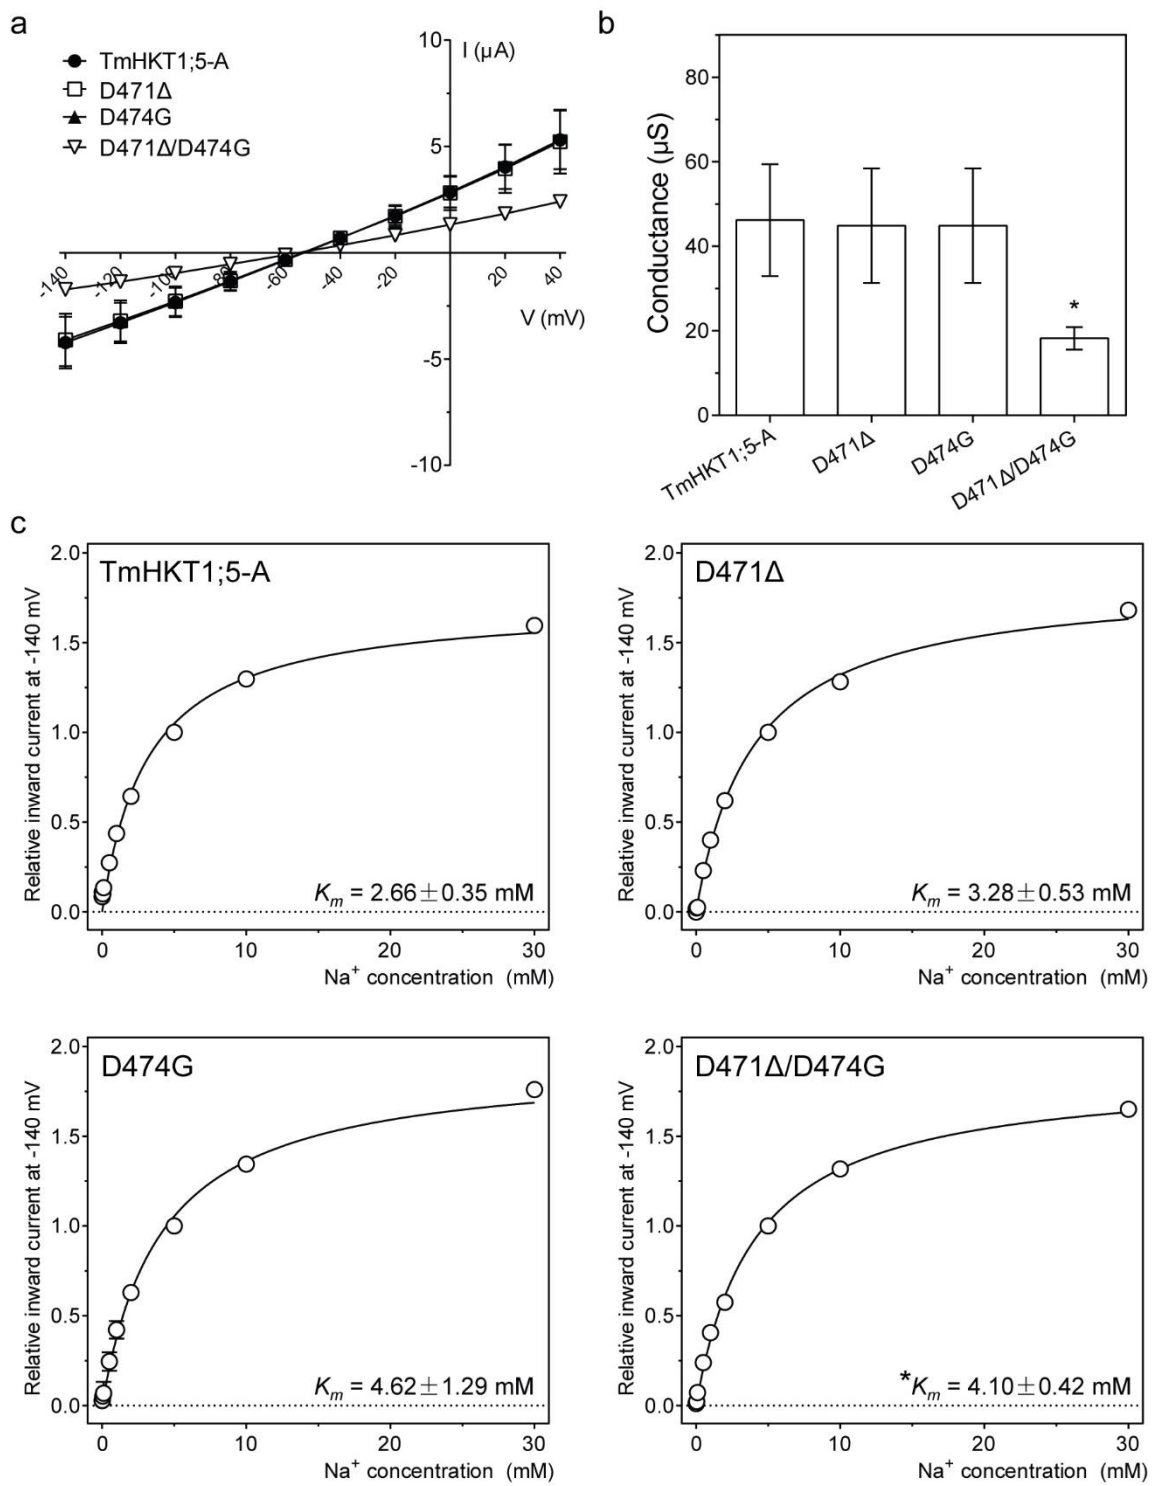 a
TmHKT1;5-A
D471Δ
D474G
D471Δ/D474G
10
I (µA)
5
-5
-10
-140
-120
-100
-80
-60
-40
-20
20
40
V (mV)
b
Conductance (µS)
80
60
40
20
0
*
TmHKT1;5-A
D471Δ
D474G
D471Δ/D474G
c
TmHKT1;5-A
Relative inward current at -140 mV
2.0
1.5
1.0
0.5
0.0
Km = 2.66±0.35 mM
0 10 20 30
Na+ concentration (mM)
D471Δ
Relative inward current at -140 mV
2.0
1.5
1.0
0.5
0.0
Km = 3.28±0.53 mM
0 10 20 30
Na+ concentration (mM)
D474G
Relative inward current at -140 mV
2.0
1.5
1.0
0.5
0.0
Km = 4.62±1.29 mM
0 10 20 30
Na+ concentration (mM)
D471Δ/D474G
Relative inward current at -140 mV
2.0
1.5
1.0
0.5
0.0
*Km = 4.10±0.42 mM
0 10 20 30
Na+ concentration (mM)